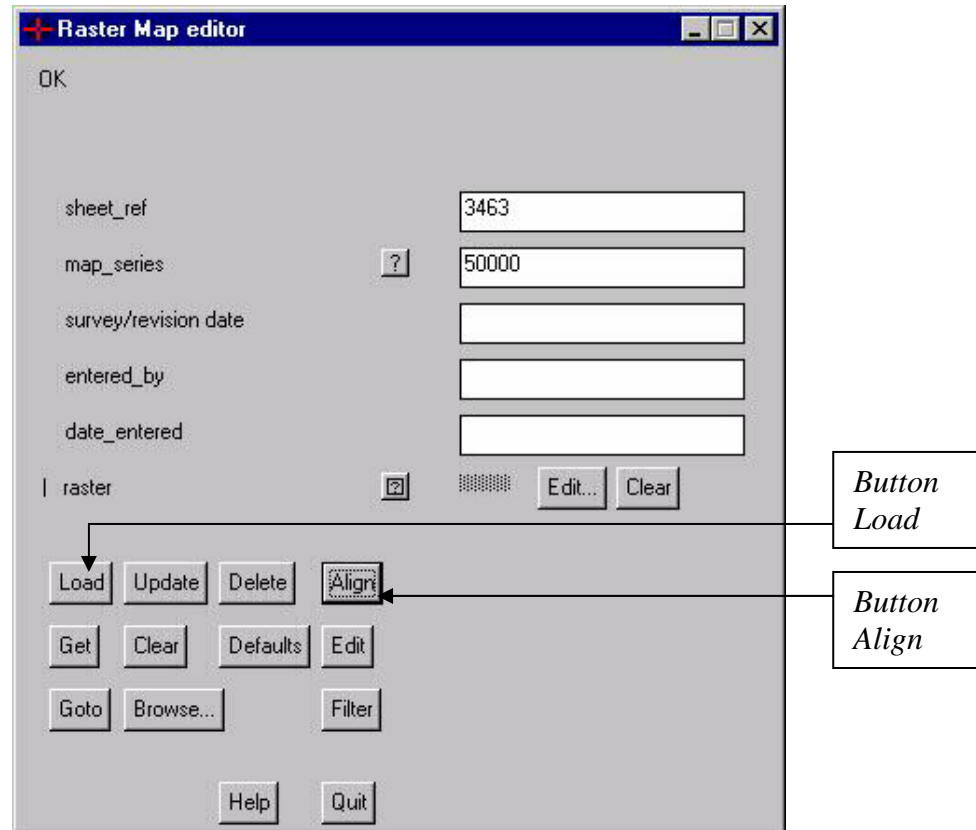 Raster Map editor
OK
sheet_ref 3463
map_series ? 50000
survey/revision date
entered_by
date_entered
raster ? Edit... Clear
Button
Load
Load Update Delete Align
Button
Align
Get Clear Defaults Edit
Goto Browse... Filter
Help Quit